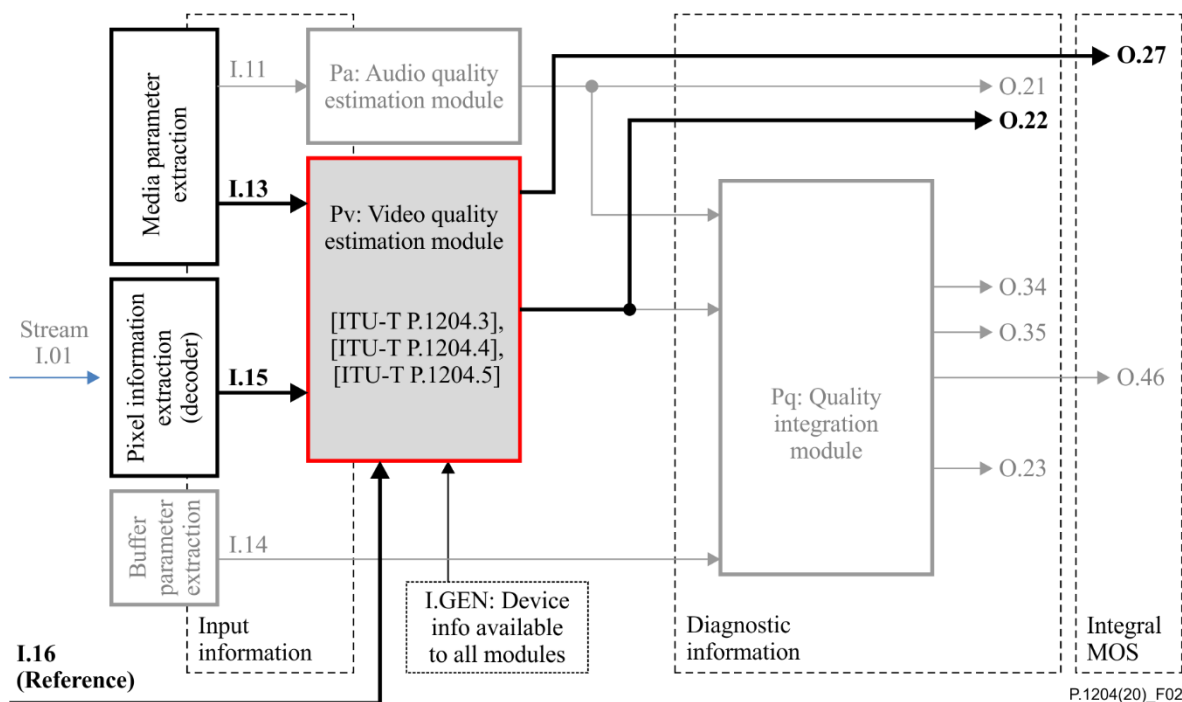 Media parameter
extraction
I.11
Pa: Audio quality
estimation module
O.27
O.21
O.22
I.13
Pv: Video quality
estimation module
[ITU-T P.1204.3],
[ITU-T P.1204.4],
[ITU-T P.1204.5]
Stream
I.01
Pixel information
extraction
(decoder)
I.15
Pq: Quality
integration
module
O.34
O.35
O.46
O.23
Buffer
parameter
extraction
I.14
I.GEN: Device
info available
to all modules
Input
information
Diagnostic
information
Integral
MOS
I.16
(Reference)
P.1204(20)_F02